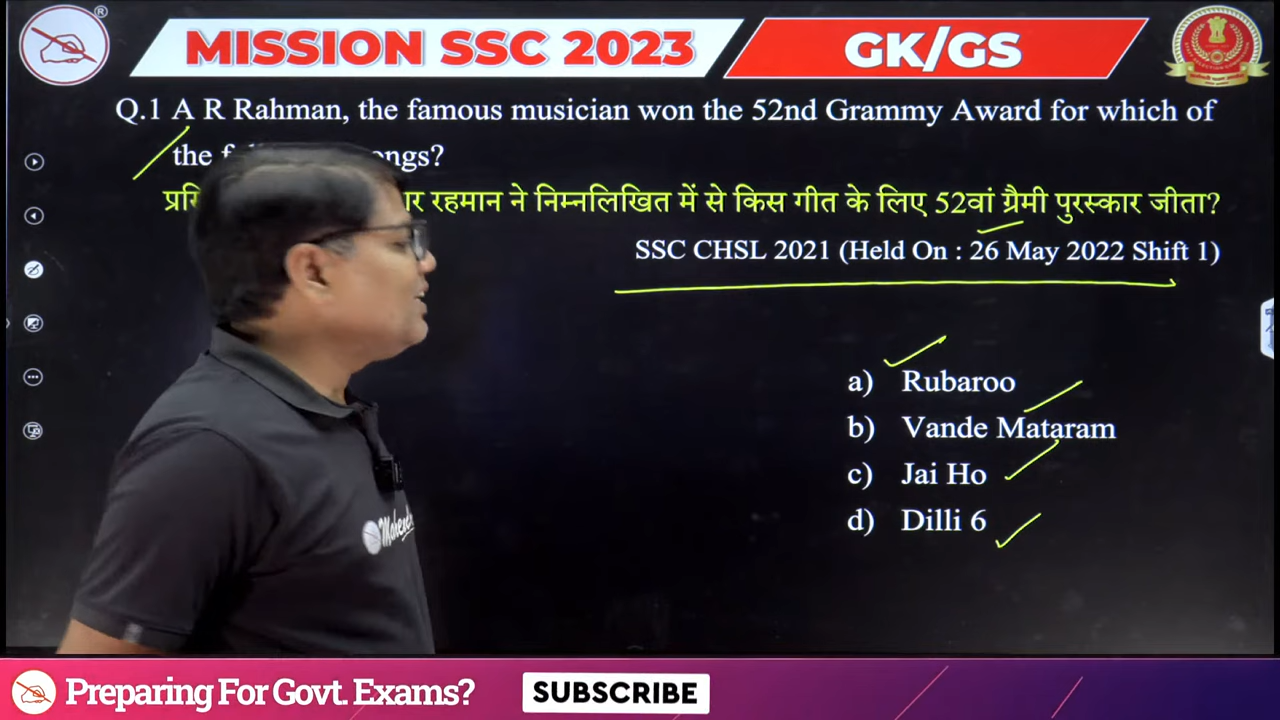 MISSION SSC 2023
GK/GS
Q.1 A R Rahman, the famous musician won the 52nd Grammy Award for which of
the ongs?
रहमान ने निम्नलिखित में से किस गीत के लिए 52वां ग्रैमी पुरस्कार जीता?
SSC CHSL 2021 (Held On : 26 May 2022 Shift 1)
a) Rubaroo
b) Vande Mataram
c) Jai Ho
d) Dilli 6
Preparing For Govt. Exams?
SUBSCRIBE